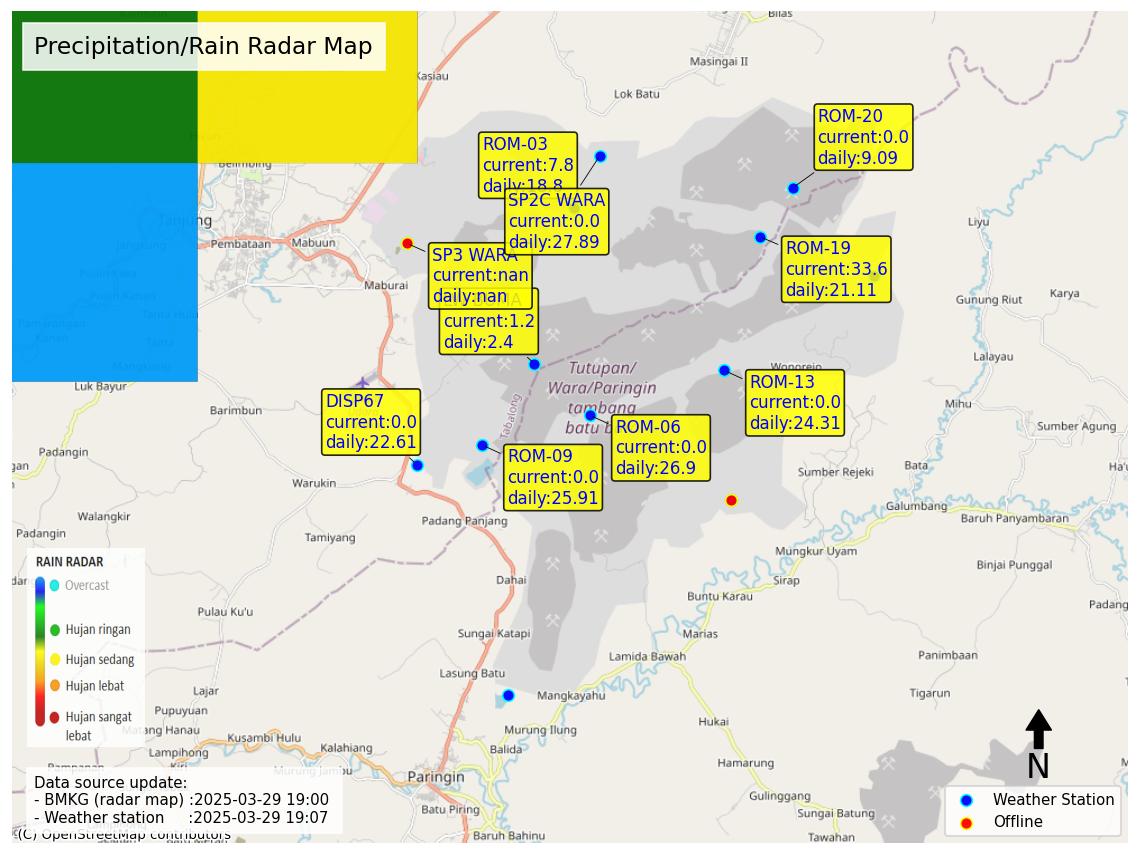 Precipitation/Rain Radar Map
Bilas
Masingai II
Kasiau
Lok Batu
ROM-20
current:0.0
daily:9.09
ROM-03
current:7.8
daily:18.8
SP2C WARA
current:0.0
daily:27.89
Belimbing
Tanjung
Pembataan
Mabuun
Maburai
Liyu
ROM-19
current:33.6
daily:21.11
SP3 WARA
current:nan
daily:nan
current:1.2
daily:2.4
Gunung Riut
Karya
Lalayau
Wonorejo
Tutupan/
Wara/Paringin
tambang
batu b
Tabalong
Luk Bayur
Barimbun
DISP67
current:0.0
daily:22.61
ROM-13
current:0.0
daily:24.31
Mihu
ROM-06
current:0.0
daily:26.9
ROM-09
current:0.0
daily:25.91
Sumber Agung
Bata
Sumber Rejeki
Warukin
Galumbang
Baruh Panyambaran
Walangkir
Padangin
Padang Panjang
Tamiyang
Mungkur Uyam
Binjai Punggal
Sirap
Dahai
Buntu Karau
Padang
Pulau Ku'u
Sungai Katapi
Marias
Lamida Bawah
Panimbaan
Lasung Batu
Tigarun
Lajar
Mangkayahu
Pupuyuan
Matang Hanau
Hukai
Murung Ilung
Kusambi Hulu
Kalahiang
Lampihong
Balida
Hamarung
Murung Jambu
Paringin
Gulinggang
Batu Piring
Sungai Batung
Baruh Bahinu
Tawahan
RAIN RADAR
Overcast
Hujan ringan
Hujan sedang
Hujan lebat
Hujan sangat
lebat
N
Data source update:
- BMKG (radar map) :2025-03-29 19:00
- Weather station :2025-03-29 19:07
(C) OpenStreetMap contributors
Weather Station
Offline